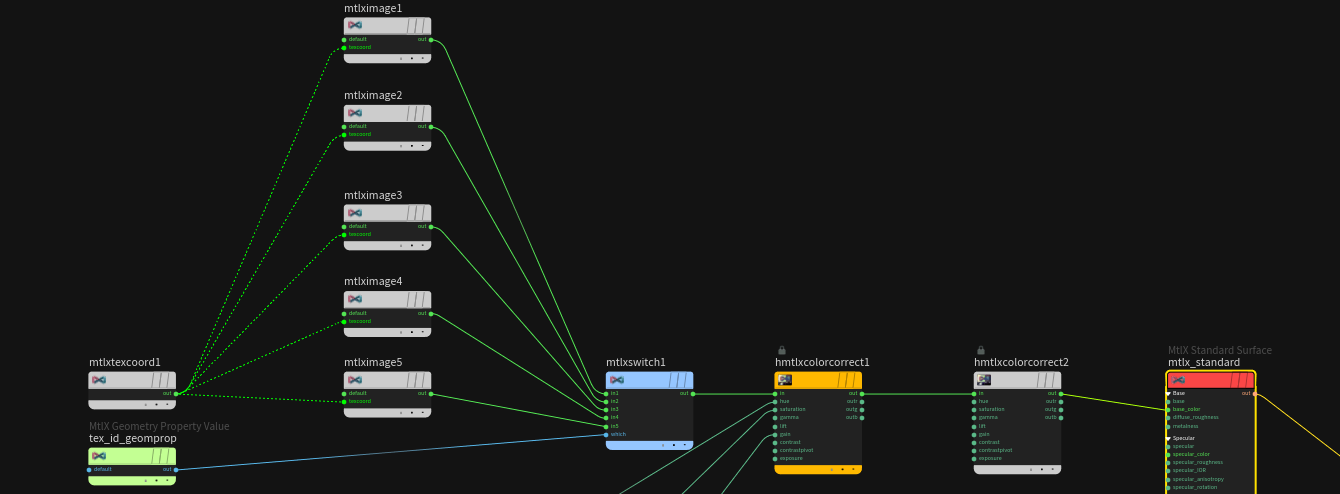 mtlximage1
default out
texcoord
mtlximage2
default out
texcoord
mtlximage3
default out
texcoord
mtlximage4
default out
texcoord
mtlxtexcoord1
out
mtlximage5
default out
texcoord
MtlX Geometry Property Value
tex_id_geomprop
default out
mtlxswitch1
in1 out
in2
in3
in4
in5
which
hmtlxcolorcorrect1
in out
hue outr
saturation outg
gamma outb
lift
gain
contrast
contrastpivot
exposure
hmtlxcolorcorrect2
in out
hue outr
saturation outg
gamma outb
lift
gain
contrast
contrastpivot
exposure
MtlX Standard Surface
mtlx_standard
Base out
base
base_color
diffuse_roughness
metalness
Specular
specular
specular_color
specular_roughness
specular_IOR
specular_anisotropy
specular_rotation